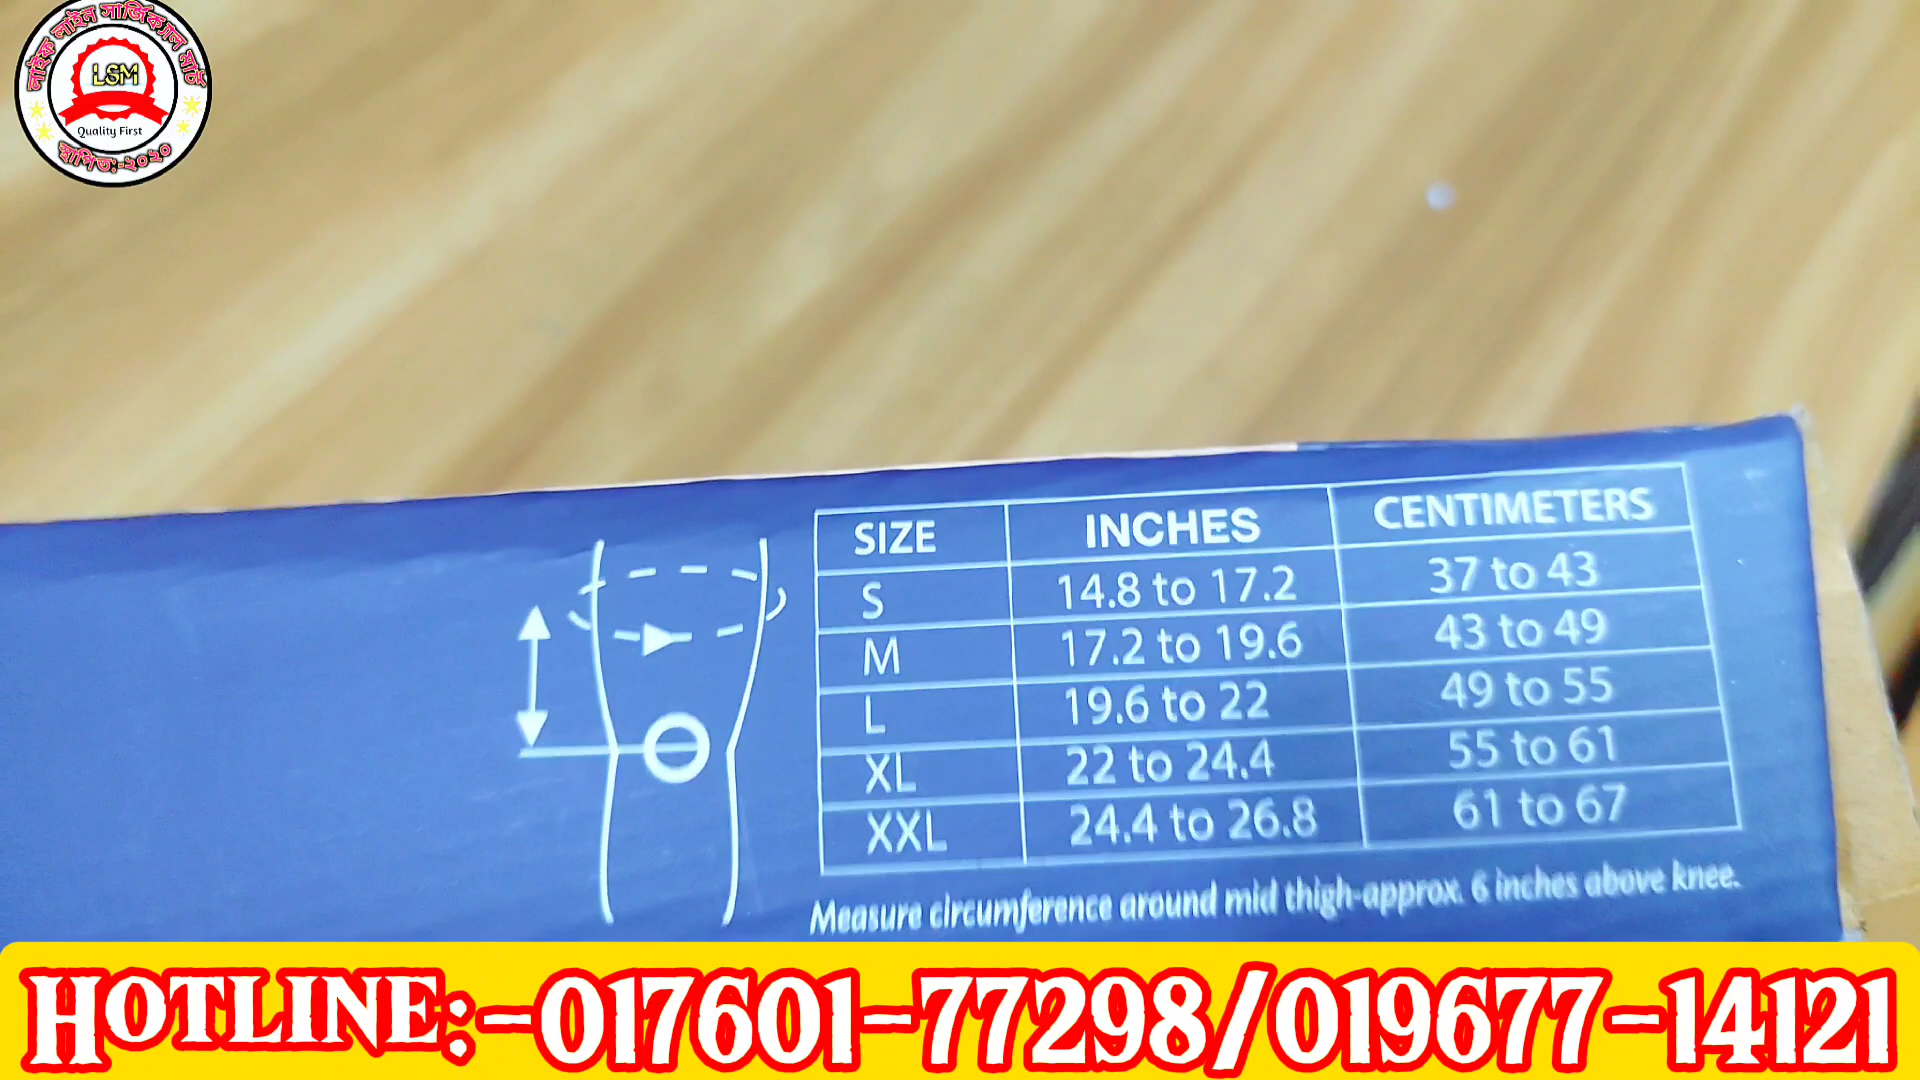 লাইফ লাইন সার্জিক্যাল মার্ট
LSM
Quality First
স্থাপিত:-২০২০
SIZE INCHES CENTIMETERS
S 14.8 to 17.2 37 to 43
M 17.2 to 19.6 43 to 49
L 19.6 to 22 49 to 55
XL 22 to 24.4 55 to 61
XXL 24.4 to 26.8 61 to 67
Measure circumference around mid thigh-approx. 6 inches above knee.
HOTLINE:-017601-77298/019677-14121